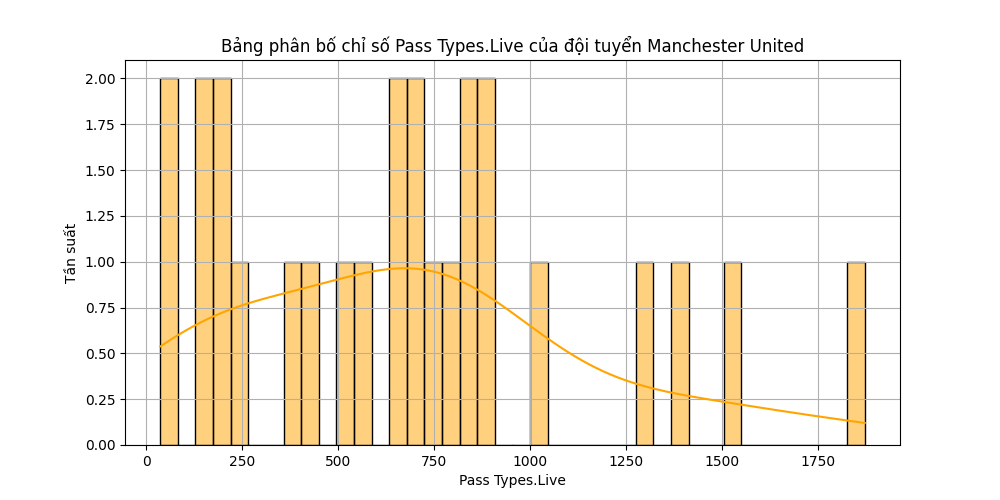 Bảng phân bố chỉ số Pass Types.Live của đội tuyển Manchester United
2.00
1.75
1.50
1.25
1.00
0.75
0.50
0.25
0.00
Tần suất
0 250 500 750 1000 1250 1500 1750
Pass Types.Live